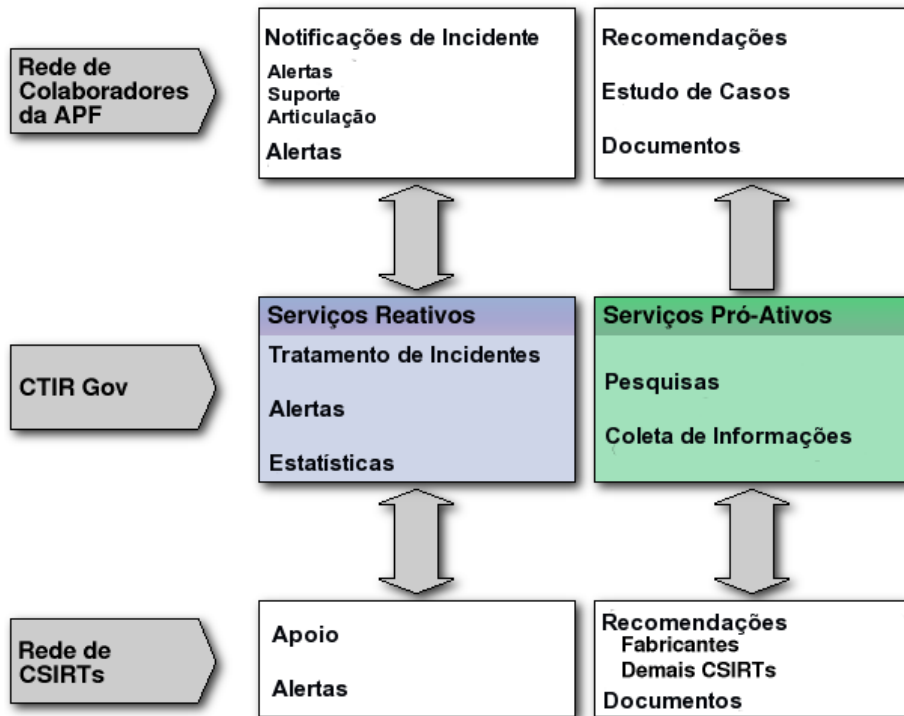 Rede de
Colaboradores
da APF
Notificações de Incidente
Alertas
Suporte
Articulação
Alertas
Recomendações
Estudo de Casos
Documentos
CTIR Gov
Serviços Reativos
Tratamento de Incidentes
Alertas
Estatísticas
Serviços Pró-Ativos
Pesquisas
Coleta de Informações
Rede de
CSIRTs
Apoio
Alertas
Recomendações
Fabricantes
Demais CSIRTs
Documentos